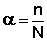 α = n/N